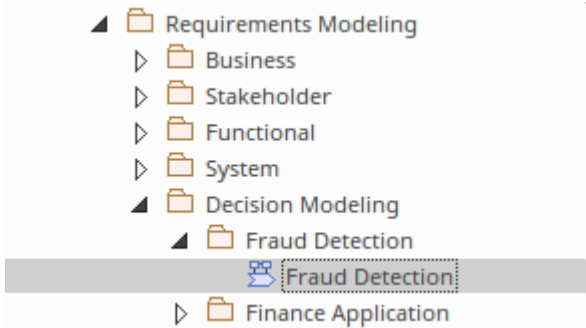 Requirements Modeling
Business
Stakeholder
Functional
System
Decision Modeling
Fraud Detection
Fraud Detection
Finance Application